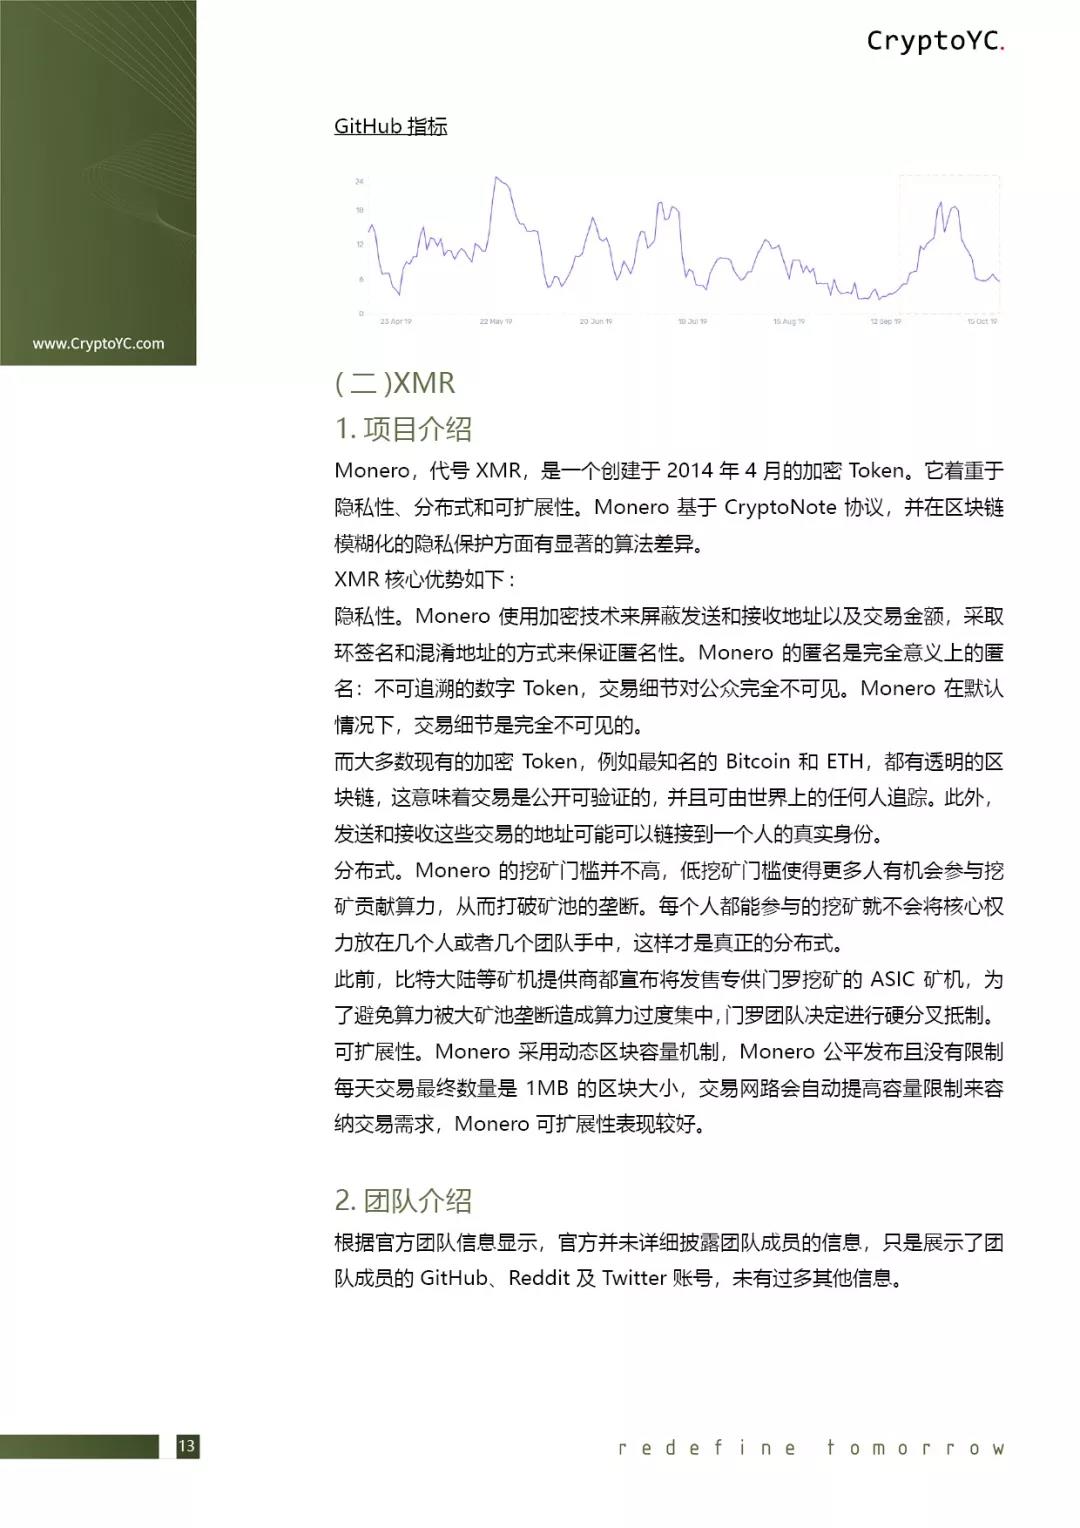 CryptoYC.
GitHub 指标
24
18
12
6
0
23 Apr 19
22 May 19
20 Jun 19
18 Jul 19
15 Aug 19
12 Sep 19
15 Oct 19
www.CryptoYC.com
(二)XMR
1. 项目介绍
Monero，代号 XMR，是一个创建于 2014 年 4 月的加密 Token。它着重于
隐私性、分布式和可扩展性。Monero 基于 CryptoNote 协议，并在区块链
模糊化的隐私保护方面有显著的算法差异。
XMR 核心优势如下：
隐私性。Monero 使用加密技术来屏蔽发送和接收地址以及交易金额，采取
环签名和混淆地址的方式来保证匿名性。Monero 的匿名是完全意义上的匿
名：不可追溯的数字 Token，交易细节对公众完全不可见。Monero 在默认
情况下，交易细节是完全不可见的。
而大多数现有的加密 Token，例如最知名的 Bitcoin 和 ETH，都有透明的区
块链，这意味着交易是公开可验证的，并且可由世界上的任何人追踪。此外，
发送和接收这些交易的地址可能可以链接到一个人的真实身份。
分布式。Monero 的挖矿门槛并不高，低挖矿门槛使得更多人有机会参与挖
矿贡献算力，从而打破矿池的垄断。每个人都能参与的挖矿就不会将核心权
力放在几个人或者几个团队手中，这样才是真正的分布式。
此前，比特大陆等矿机提供商都宣布将发售专供门罗挖矿的 ASIC 矿机，为
了避免算力被大矿池垄断造成算力过度集中，门罗团队决定进行硬分叉抵制。
可扩展性。Monero 采用动态区块容量机制，Monero 公平发布且没有限制
每天交易最终数量是 1MB 的区块大小，交易网路会自动提高容量限制来容
纳交易需求，Monero 可扩展性表现较好。
2. 团队介绍
根据官方团队信息显示，官方并未详细披露团队成员的信息，只是展示了团
队成员的 GitHub、Reddit 及 Twitter 账号，未有过多其他信息。
13
redefine tomorrow